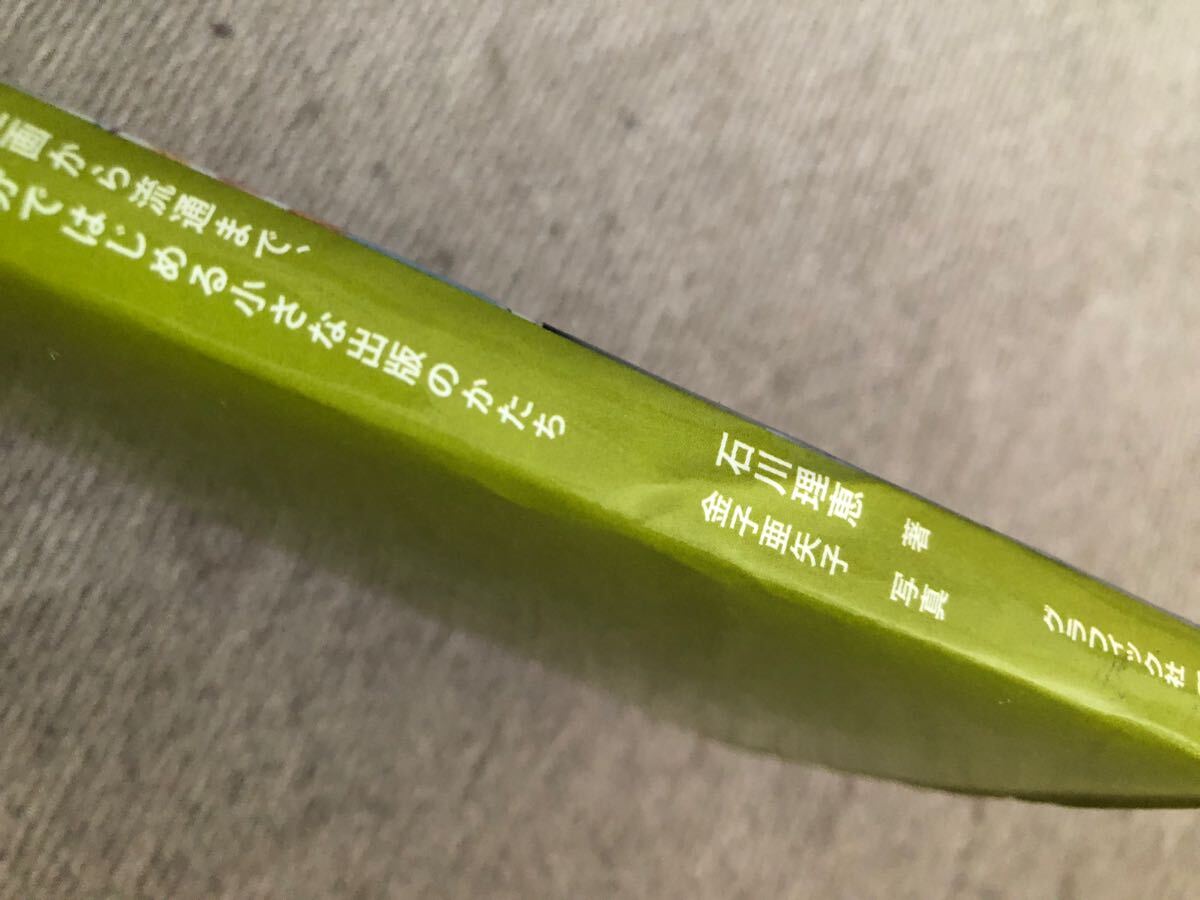 画から流通まで、
分ではじめる小さな出版のかたち
石川理恵 著
金子亜矢子 写真
グラフィック社